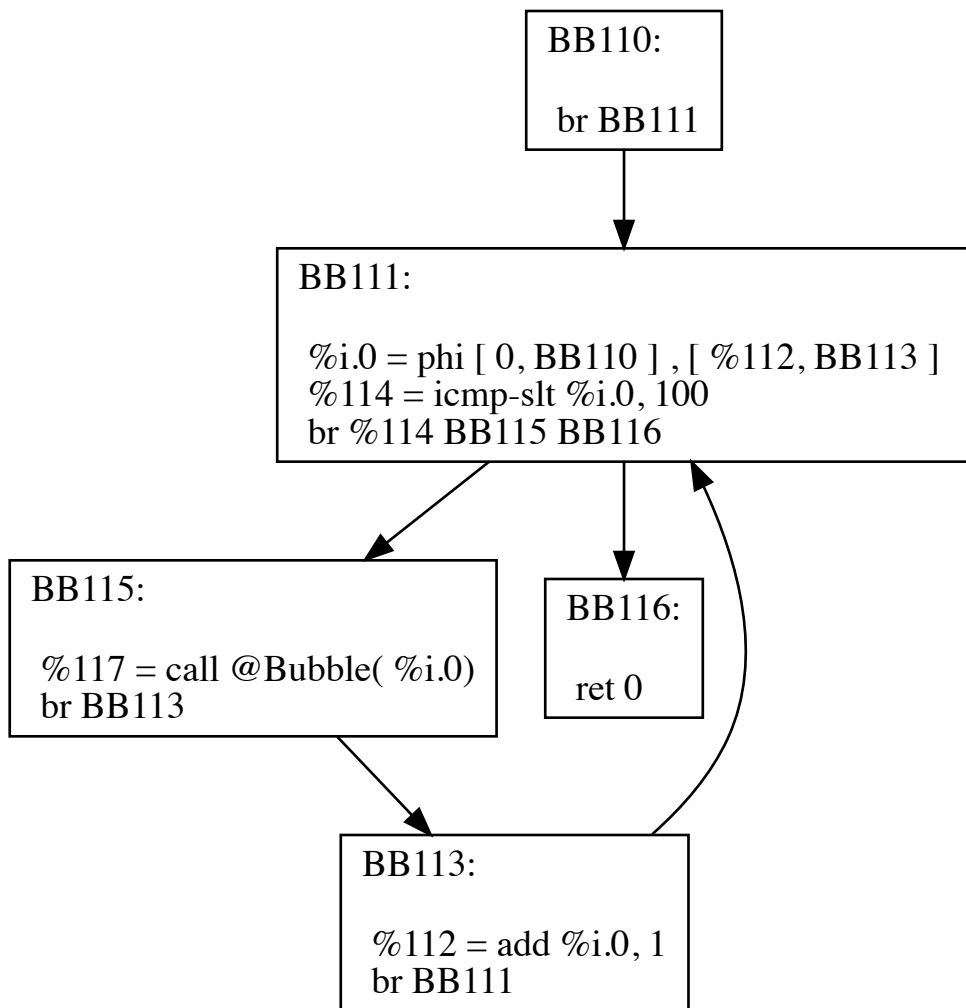 BB110:
br BB111
BB111:
%i.0 = phi [ 0, BB110 ] , [ %112, BB113 ]
%114 = icmp-slt %i.0, 100
br %114 BB115 BB116
BB115:
%117 = call @Bubble( %i.0)
br BB113
BB116:
ret 0
BB113:
%112 = add %i.0, 1
br BB111